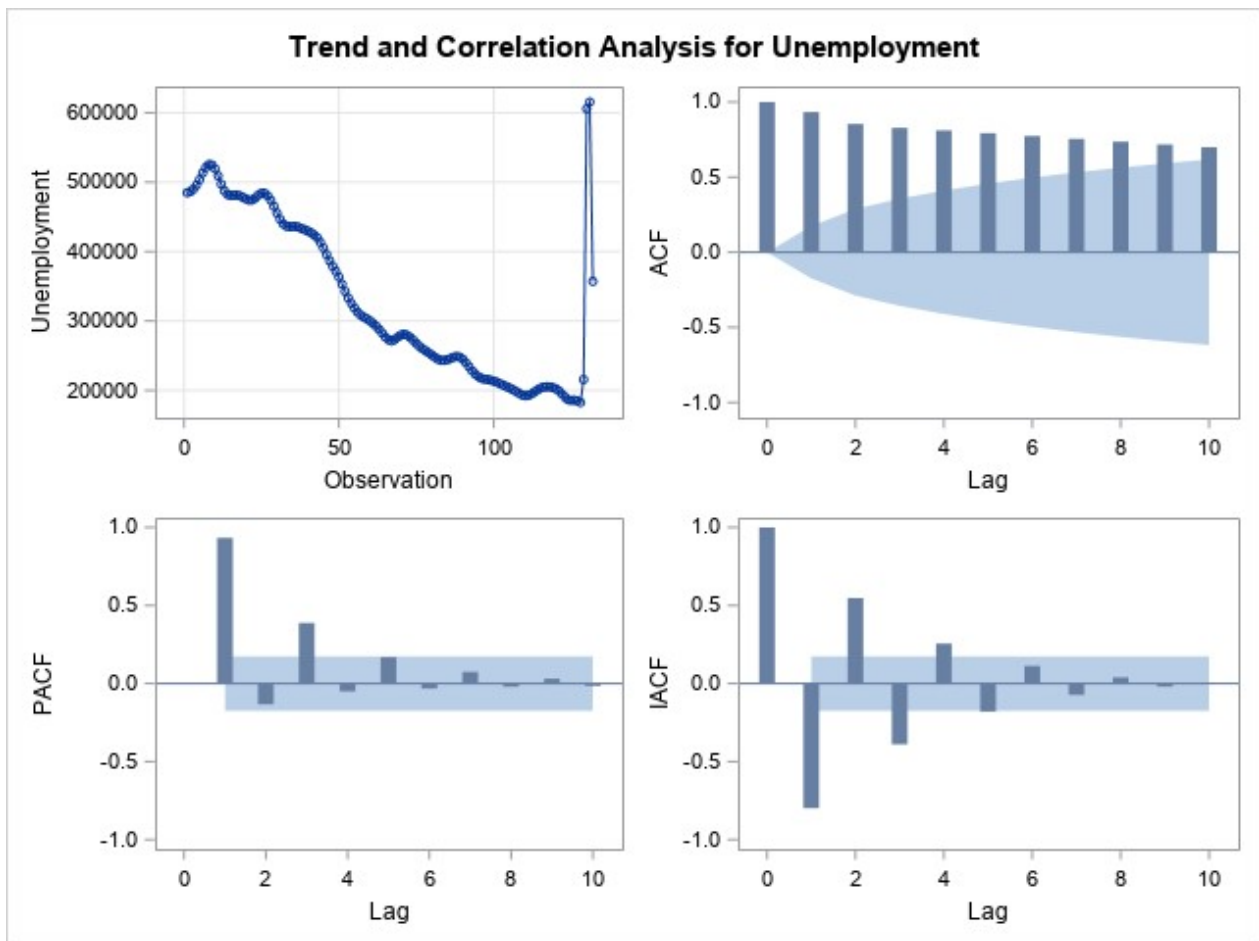 Trend and Correlation Analysis for Unemployment
Unemployment
600000
500000
400000
300000
200000
0 50 100
Observation
ACF
1.0
0.5
0.0
-0.5
-1.0
0 2 4 6 8 10
Lag
PACF
1.0
0.5
0.0
-0.5
-1.0
0 2 4 6 8 10
Lag
IACF
1.0
0.5
0.0
-0.5
-1.0
0 2 4 6 8 10
Lag